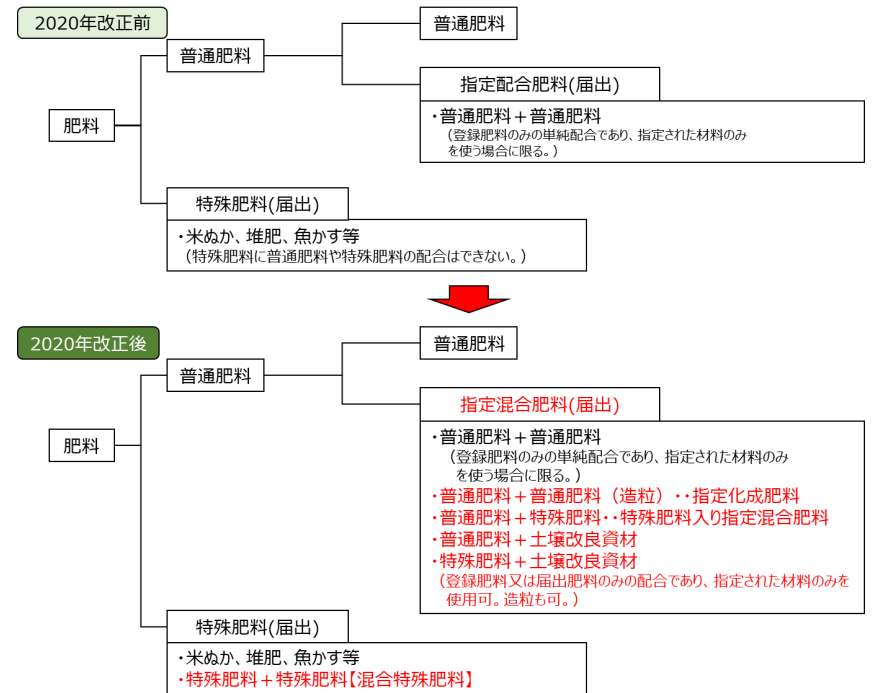 2020年改正前
普通肥料
普通肥料
指定配合肥料(届出)
・普通肥料＋普通肥料
（登録肥料のみの単純配合であり、指定された材料のみ
を使う場合に限る。）
肥料
特殊肥料(届出)
・米ぬか、堆肥、魚かす等
（特殊肥料に普通肥料や特殊肥料の配合はできない。）
2020年改正後
普通肥料
普通肥料
指定混合肥料(届出)
・普通肥料＋普通肥料
（登録肥料のみの単純配合であり、指定された材料のみ
を使う場合に限る。）
・普通肥料＋普通肥料（造粒）・・指定化成肥料
・普通肥料＋特殊肥料・・特殊肥料入り指定混合肥料
・普通肥料＋土壌改良資材
・特殊肥料＋土壌改良資材
（登録肥料又は届出肥料のみの配合であり、指定された材料のみを
使用可。造粒も可。）
肥料
特殊肥料(届出)
・米ぬか、堆肥、魚かす等
・特殊肥料＋特殊肥料【混合特殊肥料】